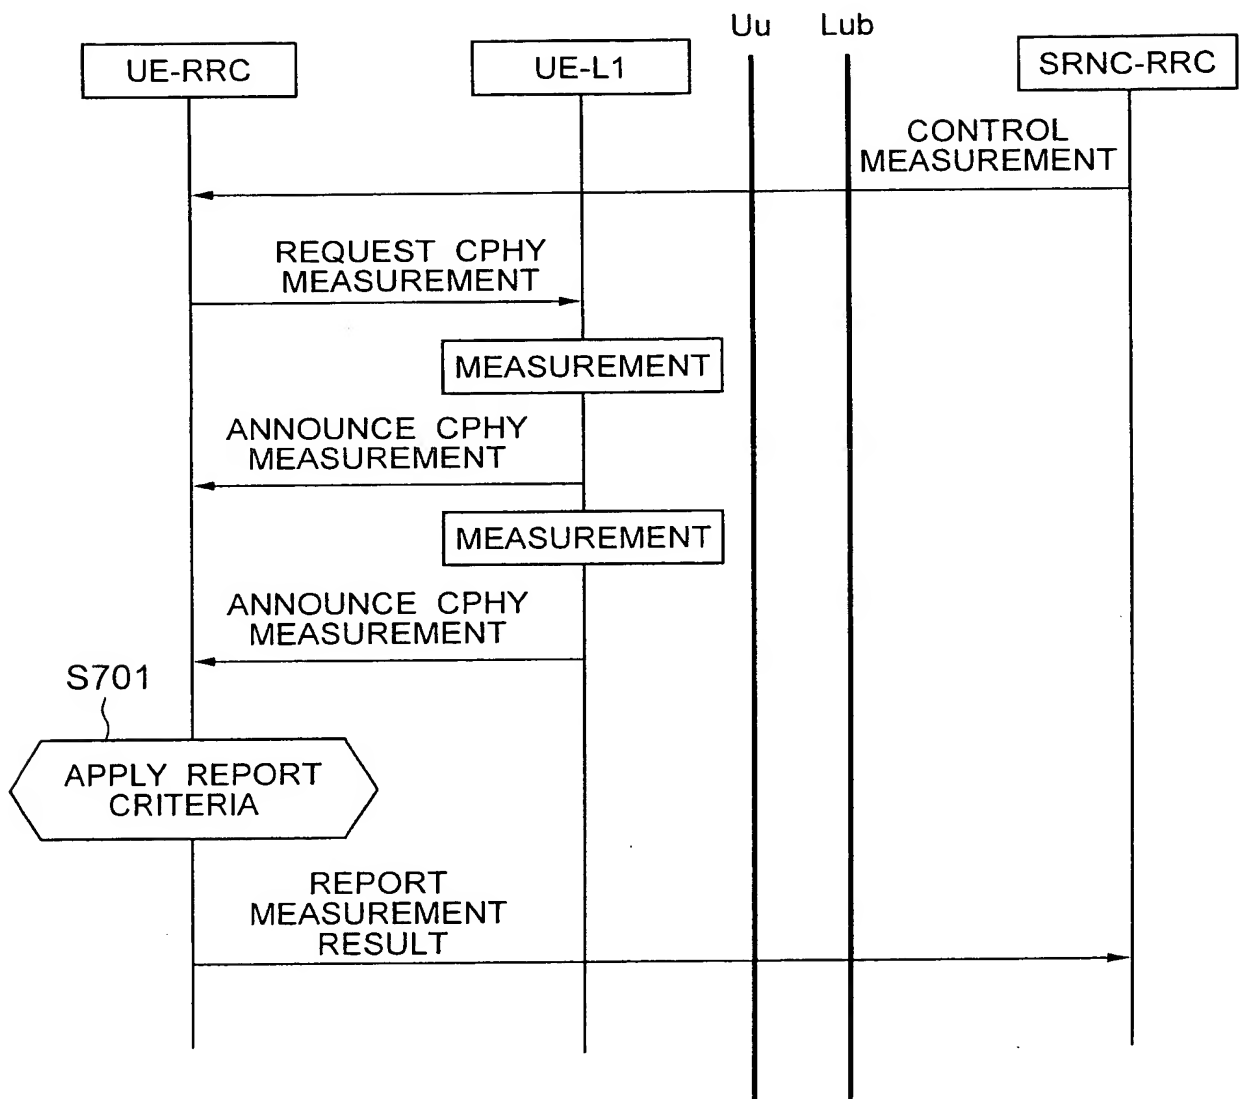 Uu Lub
UE-RRC UE-L1 SRNC-RRC
CONTROL
MEASUREMENT
REQUEST CPHY
MEASUREMENT
MEASUREMENT
ANNOUNCE CPHY
MEASUREMENT
MEASUREMENT
ANNOUNCE CPHY
MEASUREMENT
S701
APPLY REPORT
CRITERIA
REPORT
MEASUREMENT
RESULT